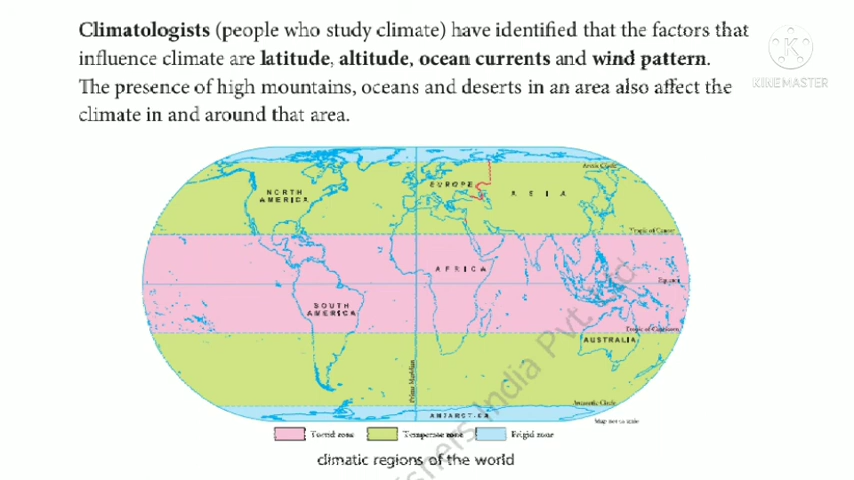 Climatologists (people who study climate) have identified that the factors that
influence climate are latitude, altitude, ocean currents and wind pattern.
The presence of high mountains, oceans and deserts in an area also affect the
climate in and around that area.
KINEMASTER
Arctic Circle
NORTH
AMERICA
EUROPE
ASIA
Tropic of Cancer
AFRICA
Equator
SOUTH
AMERICA
Tropic of Capricorn
AUSTRALIA
Prime Meridian
Antarctic Circle
ANTARCTICA
Map not to scale
Torrid zone
Temperate zone
Frigid zone
climatic regions of the world
shers India Pvt Ltd